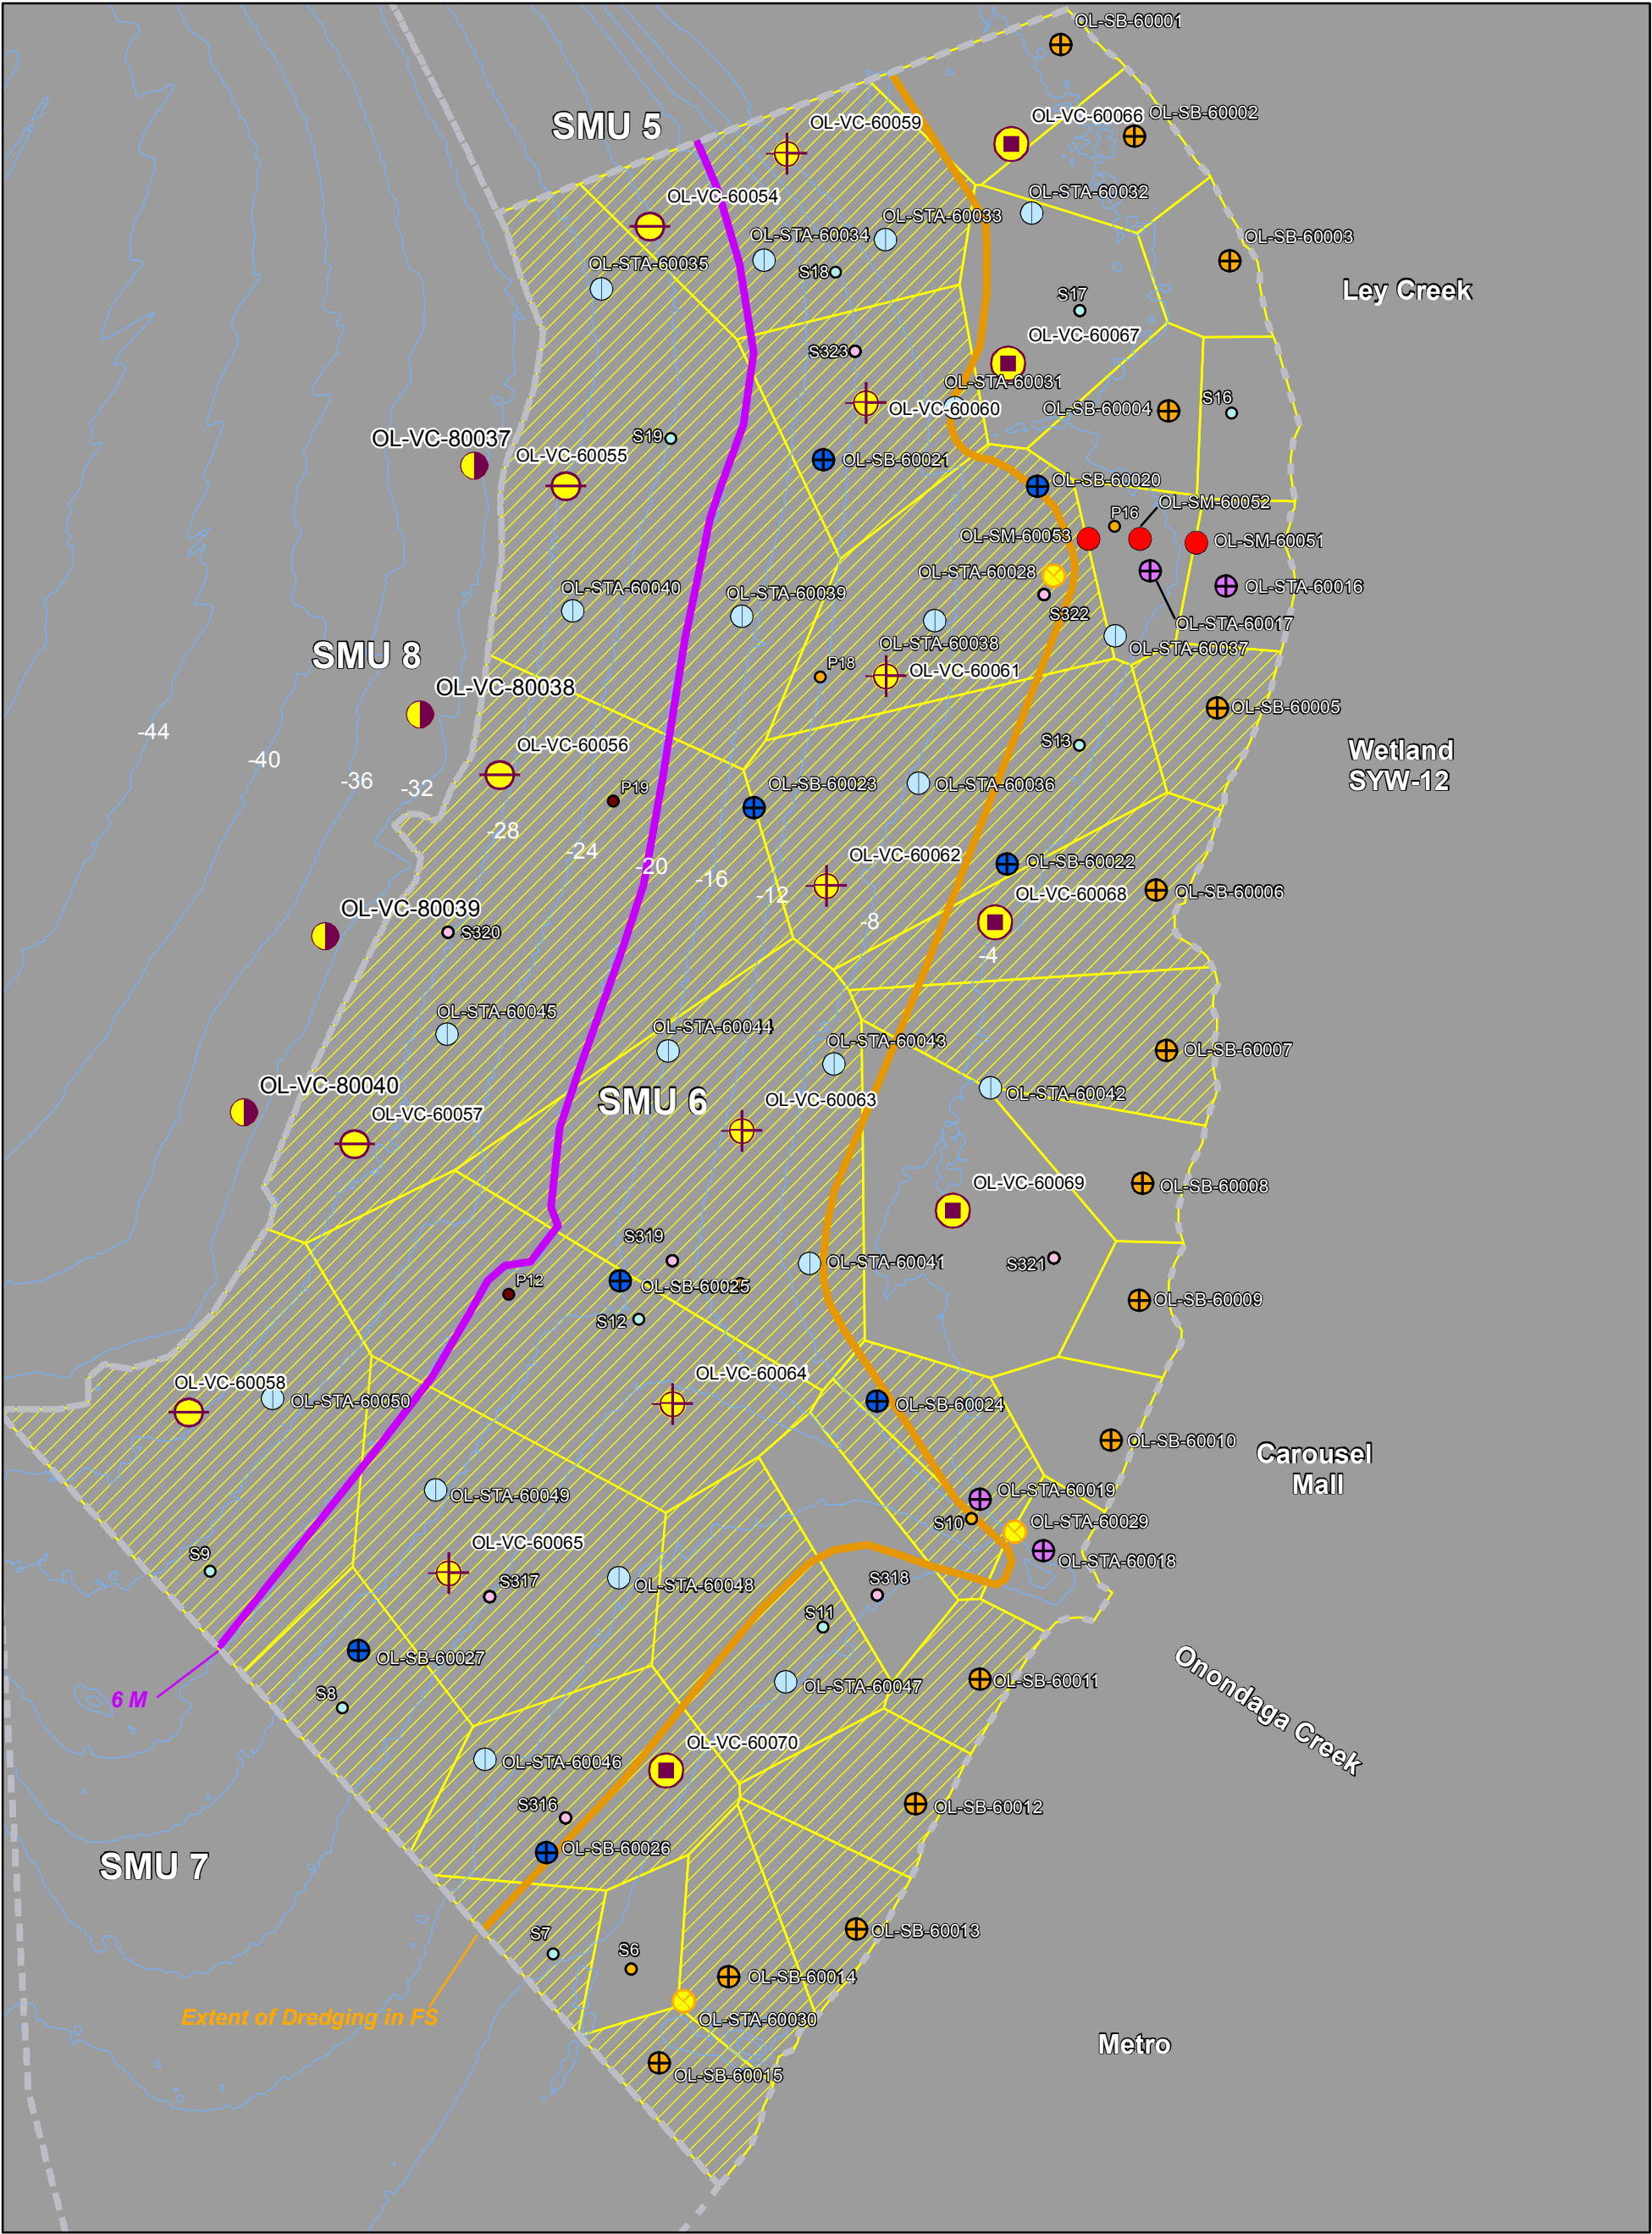 OL-SB-60001
OL-VC-60066
OL-SB-60002
SMU 5
OL-VC-60059
OL-VC-60054
OL-STA-60032
OL-STA-60033
OL-STA-60034
OL-SB-60003
OL-STA-60035
S18
S17
Ley Creek
OL-VC-60067
S323
OL-STA-60031
OL-VC-60060
OL-SB-60004
S16
OL-VC-80037
S19
OL-VC-60055
OL-SB-60021
OL-SB-60020
OL-SM-60052
P16
OL-SM-60053
OL-SM-60051
OL-STA-60028
OL-STA-60016
OL-STA-60040
OL-STA-60039
S322
OL-STA-60017
OL-STA-60038
OL-STA-60037
SMU 8
P18
OL-VC-60061
OL-VC-80038
OL-SB-60005
-44
OL-VC-60056
S13
Wetland
SYW-12
-40
-36
-32
P19
OL-SB-60023
OL-STA-60036
-28
-24
-20
-16
-12
-8
-4
OL-VC-60062
OL-SB-60022
OL-VC-60068
OL-SB-60006
OL-VC-80039
S320
OL-STA-60045
OL-STA-60044
OL-STA-60043
OL-SB-60007
OL-VC-80040
OL-STA-60042
SMU 6
OL-VC-60063
OL-VC-60057
OL-VC-60069
OL-SB-60008
S319
OL-STA-60041
S321
P12
OL-SB-60025
OL-SB-60009
S12
OL-VC-60064
OL-VC-60058
OL-STA-60050
OL-SB-60024
OL-SB-60010
Carousel
Mall
OL-STA-60049
OL-STA-60019
S10
OL-STA-60029
OL-VC-60065
S9
OL-STA-60018
S317
OL-STA-60048
S318
S11
OL-SB-60027
OL-STA-60047
OL-SB-60011
Onondaga Creek
6 M
S8
OL-VC-60070
OL-STA-60046
S316
OL-SB-60012
OL-SB-60026
SMU 7
S7
S6
OL-SB-60013
OL-SB-60014
Extent of Dredging in FS
OL-STA-60030
Metro
OL-SB-60015